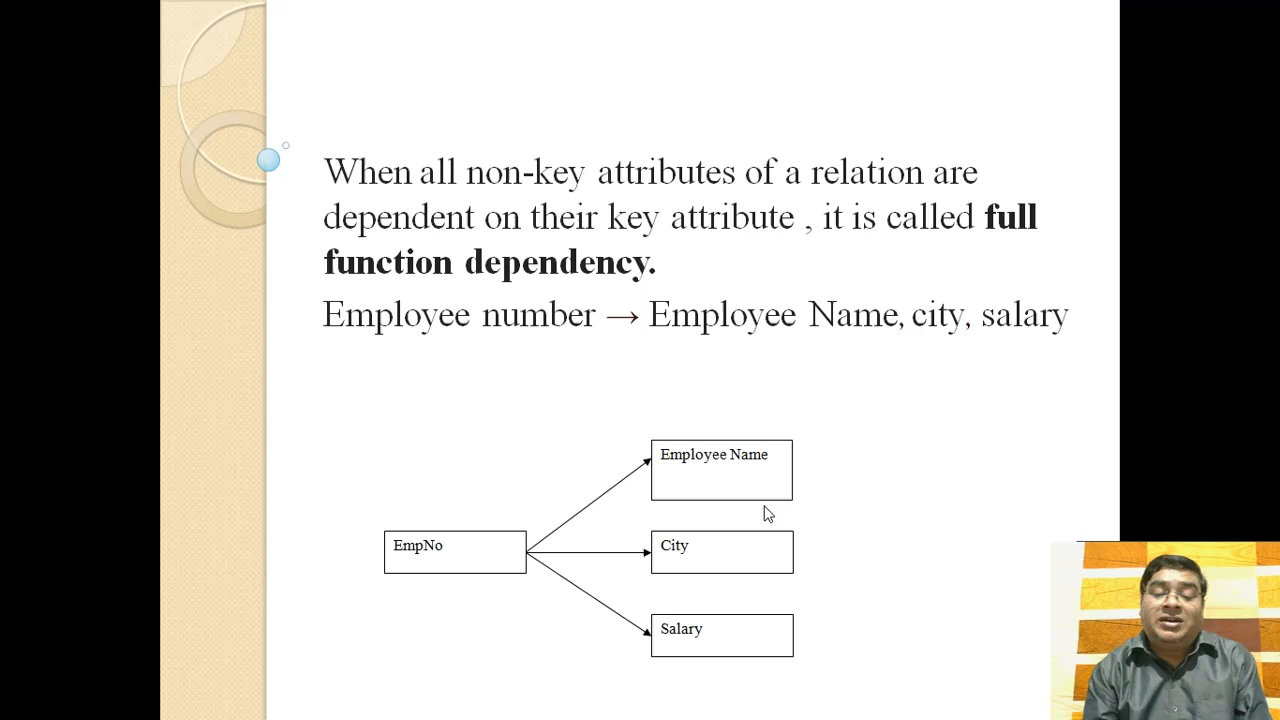 When all non-key attributes of a relation are
dependent on their key attribute , it is called full
function dependency.
Employee number → Employee Name, city, salary
Employee Name
EmpNo
City
Salary